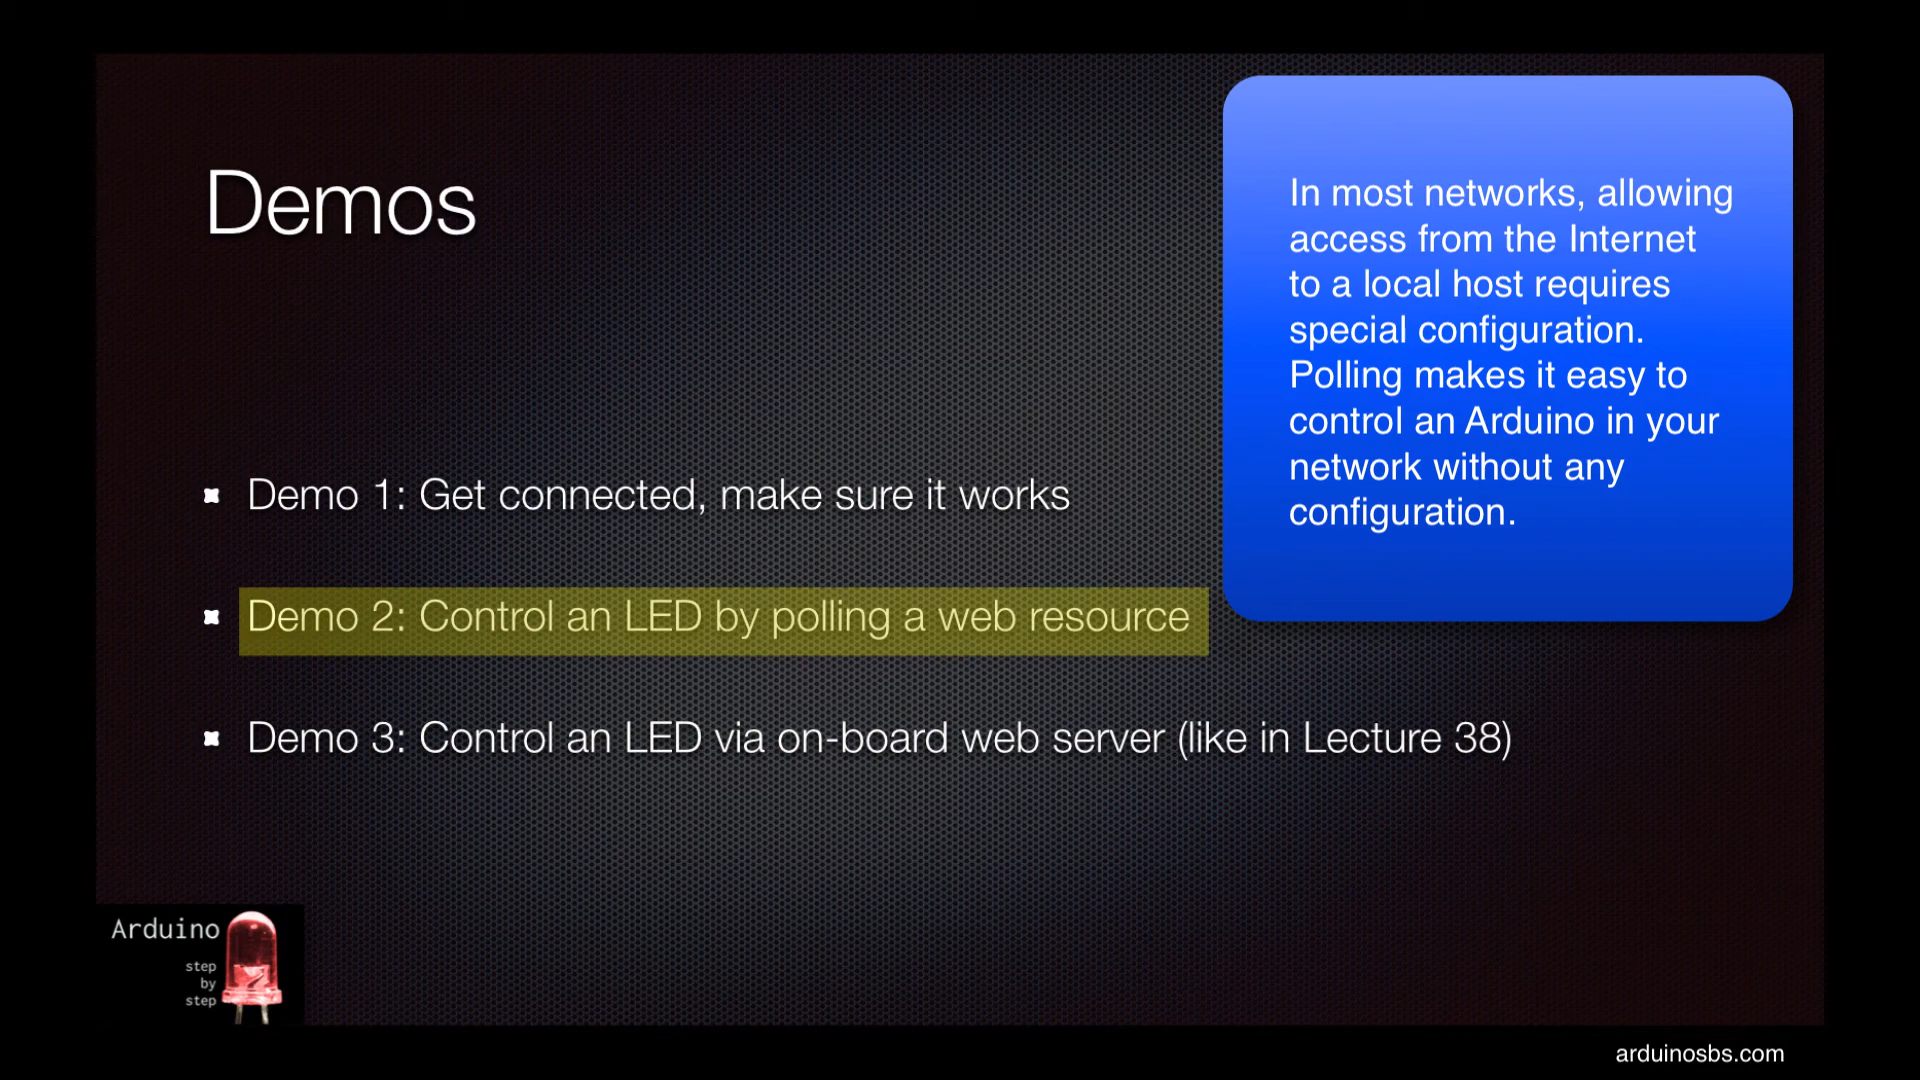 Demos
In most networks, allowing
access from the Internet
to a local host requires
special configuration.
Polling makes it easy to
control an Arduino in your
network without any
configuration.
Demo 1: Get connected, make sure it works
Demo 2: Control an LED by polling a web resource
Demo 3: Control an LED via on-board web server (like in Lecture 38)
Arduino
step
by
step
arduinosbs.com